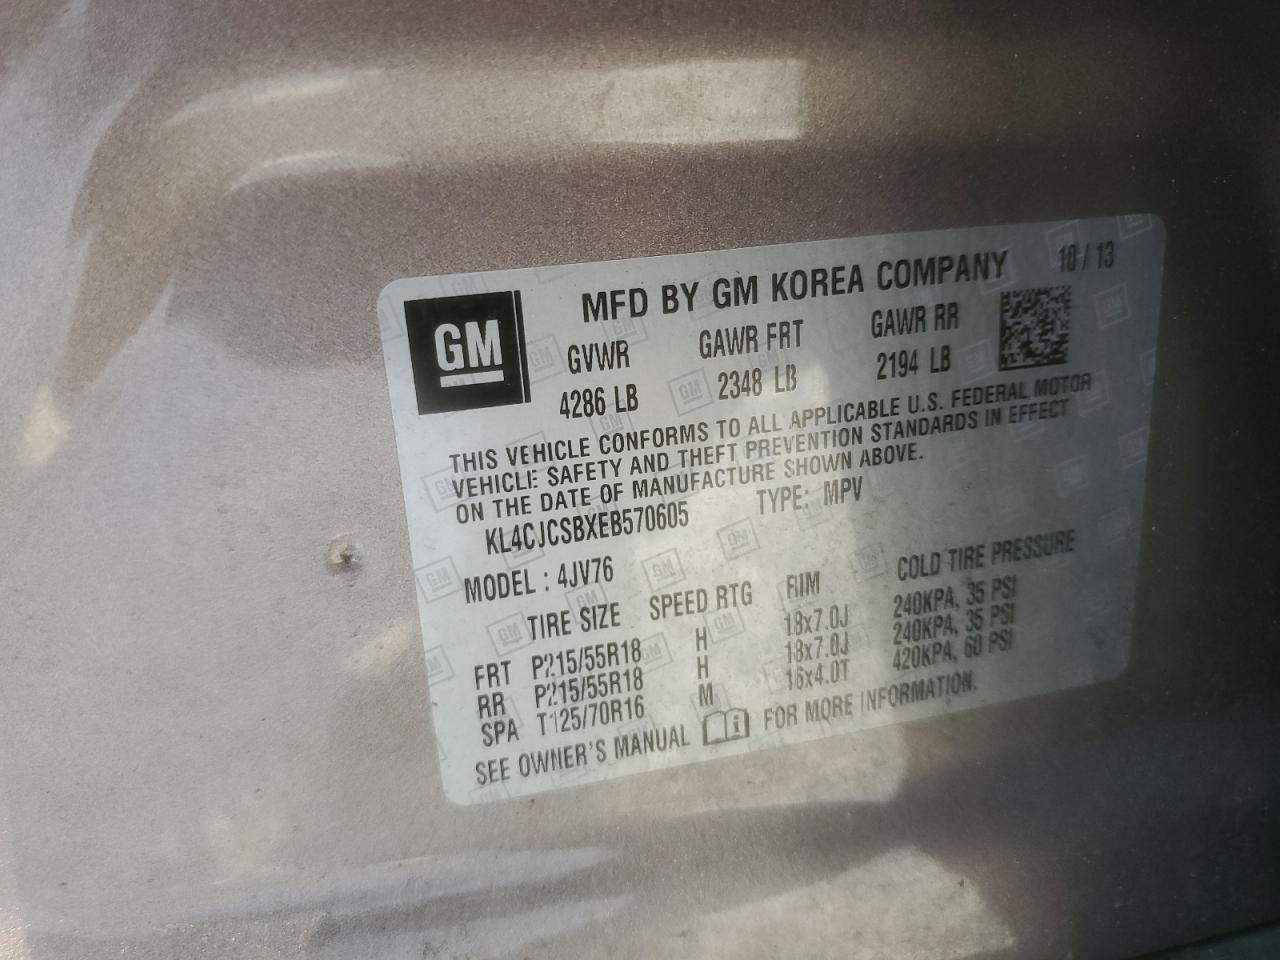 MFD BY GM KOREA COMPANY 10 / 13
GM
GVWR GAWR FRT GAWR RR
4286 LB 2348 LB 2194 LB
THIS VEHICLE CONFORMS TO ALL APPLICABLE U.S. FEDERAL MOTOR
VEHICLE SAFETY AND THEFT PREVENTION STANDARDS IN EFFECT
ON THE DATE OF MANUFACTURE SHOWN ABOVE.
KL4CJCSBXEB570605 TYPE: MPV
MODEL : 4JV76
TIRE SIZE SPEED RTG RIM COLD TIRE PRESSURE
FRT P215/55R18 H 18x7.0J 240KPA, 35 PSI
RR P215/55R18 H 18x7.0J 240KPA, 35 PSI
SPA T125/70R16 M 16x4.0T 420KPA, 60 PSI
SEE OWNER'S MANUAL FOR MORE INFORMATION.